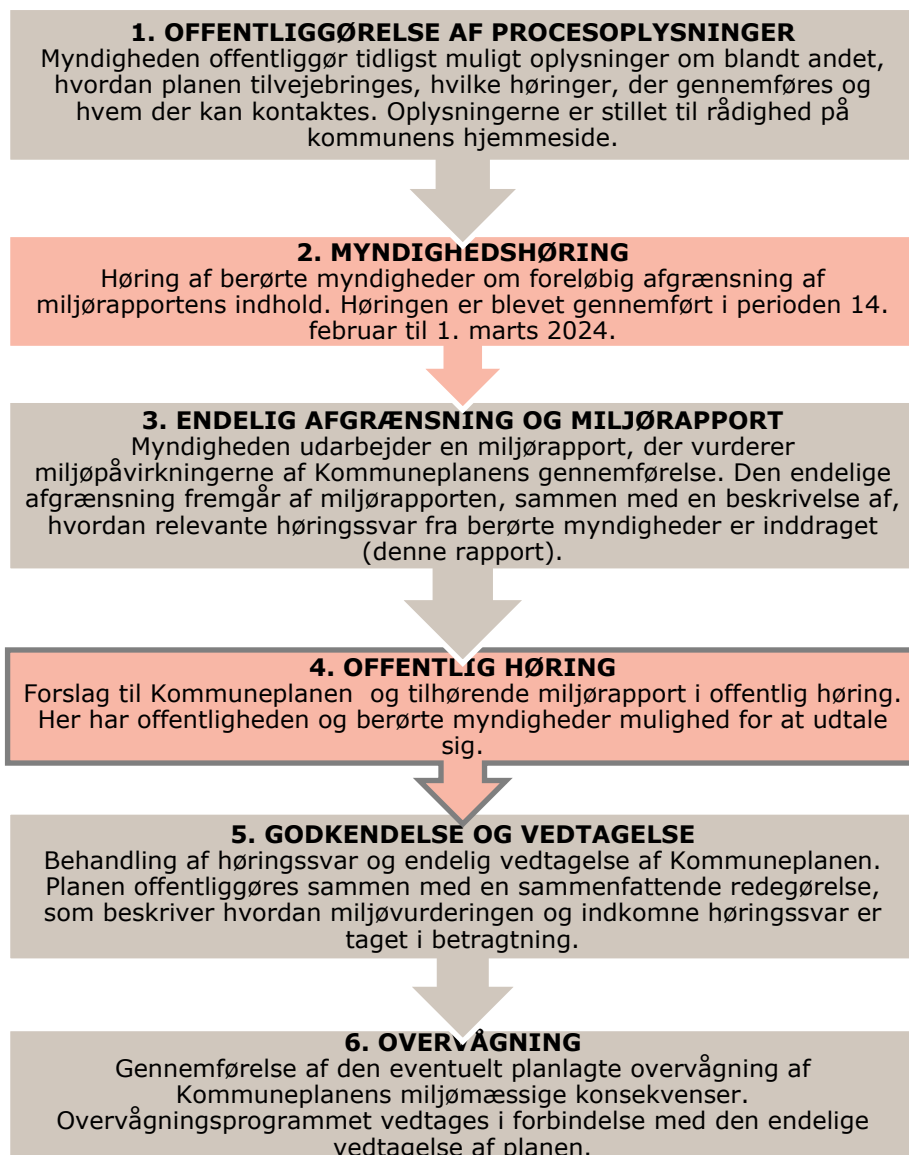 1. OFFENTLIGGØRELSE AF PROCESOPLYSNINGER
Myndigheden offentliggør tidligst muligt oplysninger om blandt andet,
hvordan planen tilvejebringes, hvilke høringer, der gennemføres og
hvem der kan kontaktes. Oplysningerne er stillet til rådighed på
kommunens hjemmeside.
2. MYNDIGHEDSHØRING
Høring af berørte myndigheder om foreløbig afgrænsning af
miljørapportens indhold. Høringen er blevet gennemført i perioden 14.
februar til 1. marts 2024.
3. ENDELIG AFGRÆNSNING OG MILJØRAPPORT
Myndigheden udarbejder en miljørapport, der vurderer
miljøpåvirkningerne af Kommuneplanens gennemførelse. Den endelige
afgrænsning fremgår af miljørapporten, sammen med en beskrivelse af,
hvordan relevante høringssvar fra berørte myndigheder er inddraget
(denne rapport).
4. OFFENTLIG HØRING
Forslag til Kommuneplanen og tilhørende miljørapport i offentlig høring.
Her har offentligheden og berørte myndigheder mulighed for at udtale
sig.
5. GODKENDELSE OG VEDTAGELSE
Behandling af høringssvar og endelig vedtagelse af Kommuneplanen.
Planen offentliggøres sammen med en sammenfattende redegørelse,
som beskriver hvordan miljøvurderingen og indkomne høringssvar er
taget i betragtning.
6. OVERVÅGNING
Gennemførelse af den eventuelt planlagte overvågning af
Kommuneplanens miljømæssige konsekvenser.
Overvågningsprogrammet vedtages i forbindelse med den endelige
vedtagelse af planen.